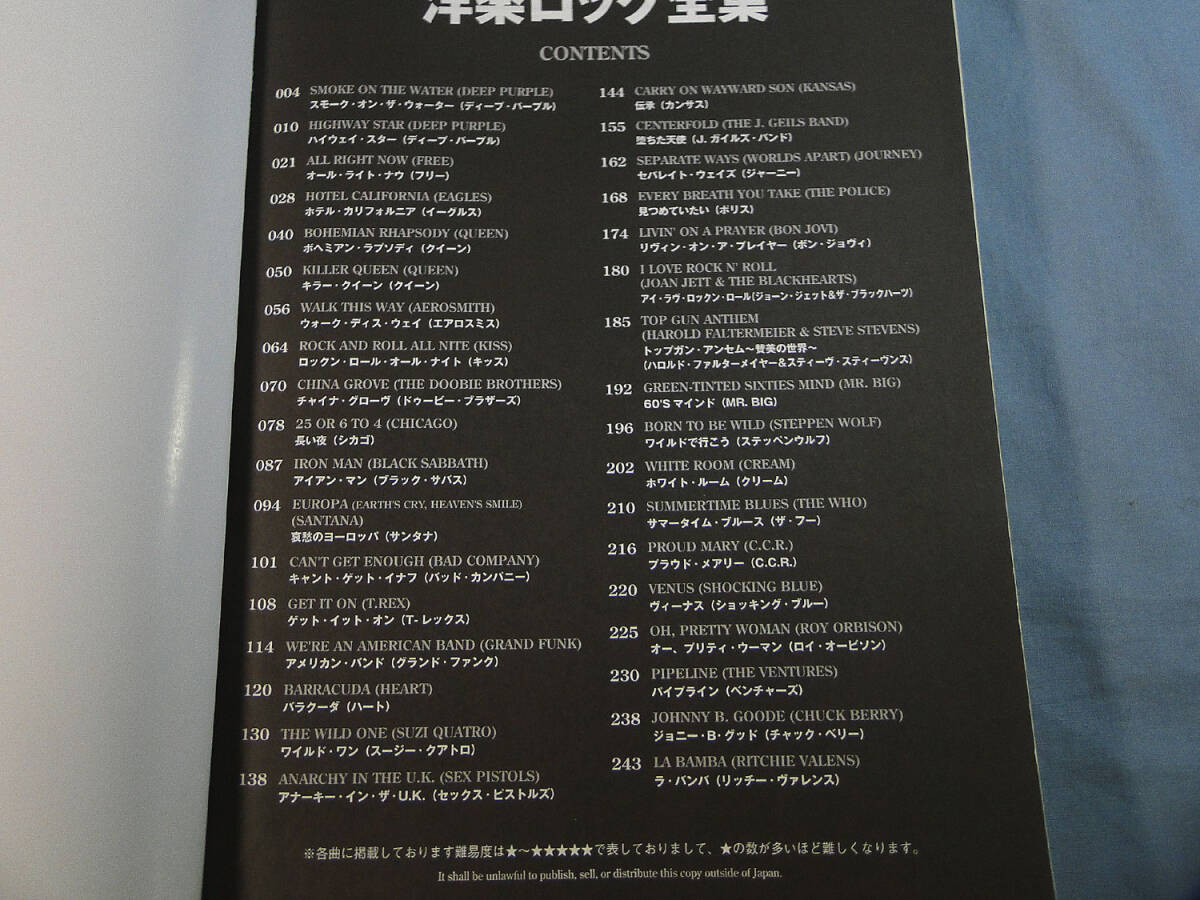 洋楽ロック全集
CONTENTS
004 SMOKE ON THE WATER (DEEP PURPLE)
スモーク・オン・ザ・ウォーター（ディープ・パープル）
010 HIGHWAY STAR (DEEP PURPLE)
ハイウェイ・スター（ディープ・パープル）
021 ALL RIGHT NOW (FREE)
オール・ライト・ナウ（フリー）
028 HOTEL CALIFORNIA (EAGLES)
ホテル・カリフォルニア（イーグルス）
040 BOHEMIAN RHAPSODY (QUEEN)
ボヘミアン・ラプソディ（クイーン）
050 KILLER QUEEN (QUEEN)
キラー・クイーン（クイーン）
056 WALK THIS WAY (AEROSMITH)
ウォーク・ディス・ウェイ（エアロスミス）
064 ROCK AND ROLL ALL NITE (KISS)
ロックン・ロール・オール・ナイト（キッス）
070 CHINA GROVE (THE DOOBIE BROTHERS)
チャイナ・グローヴ（ドゥービー・ブラザーズ）
078 25 OR 6 TO 4 (CHICAGO)
長い夜（シカゴ）
087 IRON MAN (BLACK SABBATH)
アイアン・マン（ブラック・サバス）
094 EUROPA (EARTH'S CRY, HEAVEN'S SMILE)
(SANTANA)
哀愁のヨーロッパ（サンタナ）
101 CAN'T GET ENOUGH (BAD COMPANY)
キャント・ゲット・イナフ（バッド・カンパニー）
108 GET IT ON (T.REX)
ゲット・イット・オン（T-レックス）
114 WE'RE AN AMERICAN BAND (GRAND FUNK)
アメリカン・バンド（グランド・ファンク）
120 BARRACUDA (HEART)
バラクーダ（ハート）
130 THE WILD ONE (SUZI QUATRO)
ワイルド・ワン（スージー・クアトロ）
138 ANARCHY IN THE U.K. (SEX PISTOLS)
アナーキー・イン・ザ・U.K.（セックス・ピストルズ）
144 CARRY ON WAYWARD SON (KANSAS)
伝承（カンサス）
155 CENTERFOLD (THE J. GEILS BAND)
堕ちた天使（J. ガイルズ・バンド）
162 SEPARATE WAYS (WORLDS APART) (JOURNEY)
セパレイト・ウェイズ（ジャーニー）
168 EVERY BREATH YOU TAKE (THE POLICE)
見つめていたい（ポリス）
174 LIVIN' ON A PRAYER (BON JOVI)
リヴィン・オン・ア・プレイヤー（ボン・ジョヴィ）
180 I LOVE ROCK N' ROLL
(JOAN JETT & THE BLACKHEARTS)
アイ・ラヴ・ロックン・ロール（ジョーン・ジェット&ザ・ブラックハーツ）
185 TOP GUN ANTHEM
(HAROLD FALTERMEIER & STEVE STEVENS)
トップガン・アンセム〜賛美の世界〜
（ハロルド・ファルターメイヤー&スティーヴ・スティーヴンス）
192 GREEN-TINTED SIXTIES MIND (MR. BIG)
60'S マインド（MR. BIG）
196 BORN TO BE WILD (STEPPEN WOLF)
ワイルドで行こう（ステッペンウルフ）
202 WHITE ROOM (CREAM)
ホワイト・ルーム（クリーム）
210 SUMMERTIME BLUES (THE WHO)
サマータイム・ブルース（ザ・フー）
216 PROUD MARY (C.C.R.)
プラウド・メアリー（C.C.R.）
220 VENUS (SHOCKING BLUE)
ヴィーナス（ショッキング・ブルー）
225 OH, PRETTY WOMAN (ROY ORBISON)
オー、プリティ・ウーマン（ロイ・オービソン）
230 PIPELINE (THE VENTURES)
パイプライン（ベンチャーズ）
238 JOHNNY B. GOODE (CHUCK BERRY)
ジョニー・B・グッド（チャック・ベリー）
243 LA BAMBA (RITCHIE VALENS)
ラ・バンバ（リッチー・ヴァレンス）
※各曲に掲載しております難易度は★〜★★★★★で表しておりまして、★の数が多いほど難しくなります。
It shall be unlawful to publish, sell, or distribute this copy outside of Japan.